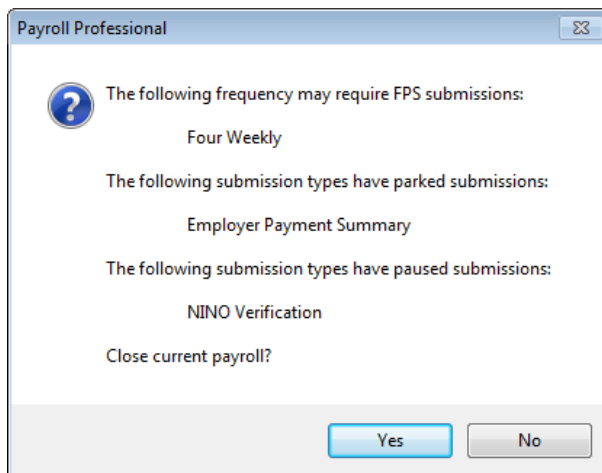 Payroll Professional
The following frequency may require FPS submissions:
Four Weekly
The following submission types have parked submissions:
Employer Payment Summary
The following submission types have paused submissions:
NINO Verification
Close current payroll?
Yes
No